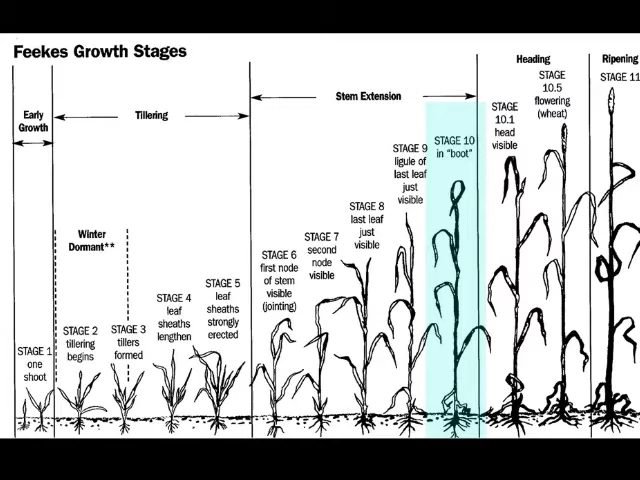 Feekes Growth Stages
Early
Growth
Tillering
Stem Extension
Heading
Ripening
Winter
Dormant**
STAGE 1
one
shoot
STAGE 2
tillering
begins
STAGE 3
tillers
formed
STAGE 4
leaf
sheaths
lengthen
STAGE 5
leaf
sheaths
strongly
erected
STAGE 6
first node
of stem
visible
(jointing)
STAGE 7
second
node
visible
STAGE 8
last leaf
just
visible
STAGE 9
ligule of
last leaf
just
visible
STAGE 10
in "boot"
STAGE
10.1
head
visible
STAGE
10.5
flowering
(wheat)
STAGE 11